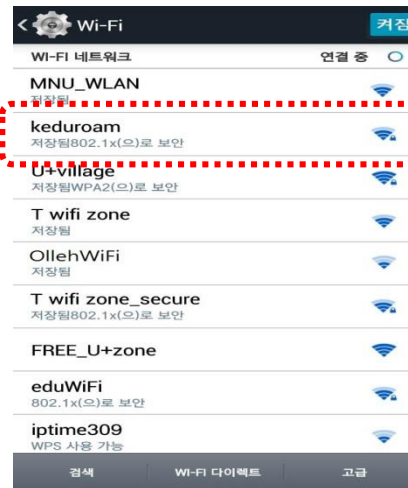 < Wi-Fi 켜짐
WI-FI 네트워크 연결 중
MNU_WLAN
저장됨
keduroam
저장됨802.1x(으)로 보안
U+village
저장됨WPA2(으)로 보안
T wifi zone
저장됨
OllehWiFi
저장됨
T wifi zone_secure
저장됨802.1x(으)로 보안
FREE_U+zone
eduWiFi
802.1x(으)로 보안
iptime309
WPS 사용 가능
검색 WI-FI 다이렉트 고급